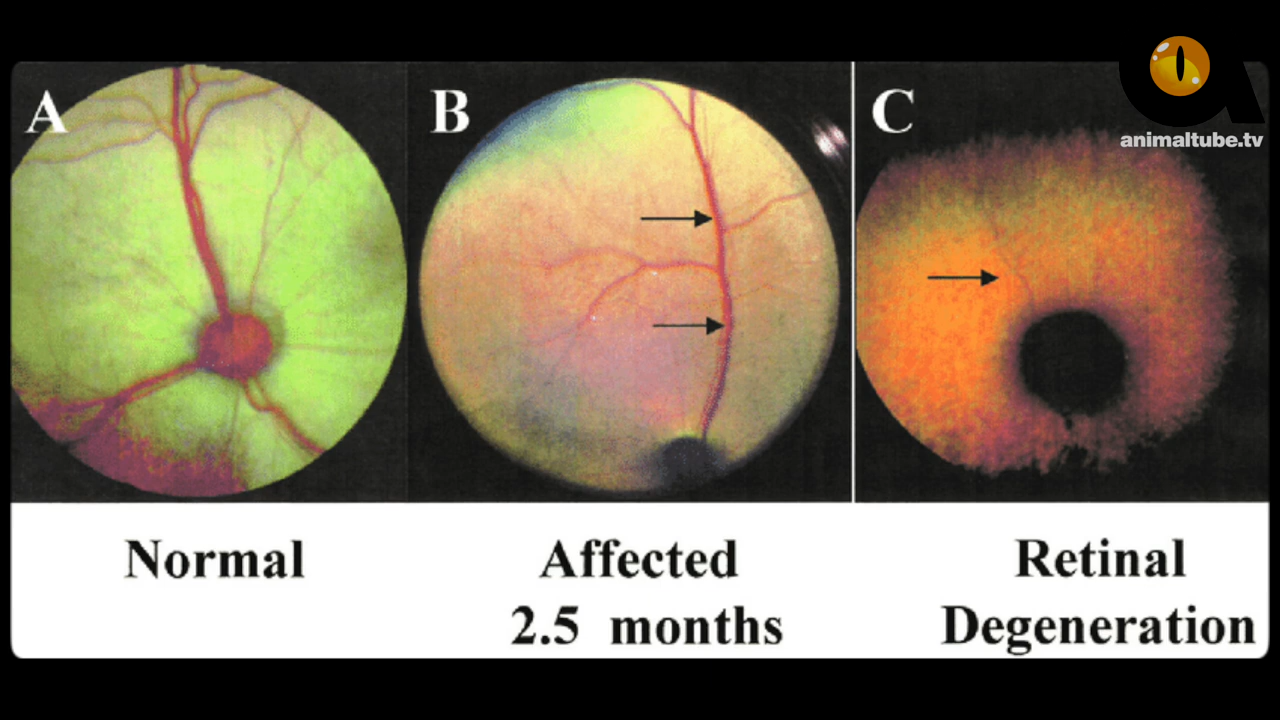 A
B
C
animaltube.tv
Normal
Affected
2.5 months
Retinal
Degeneration